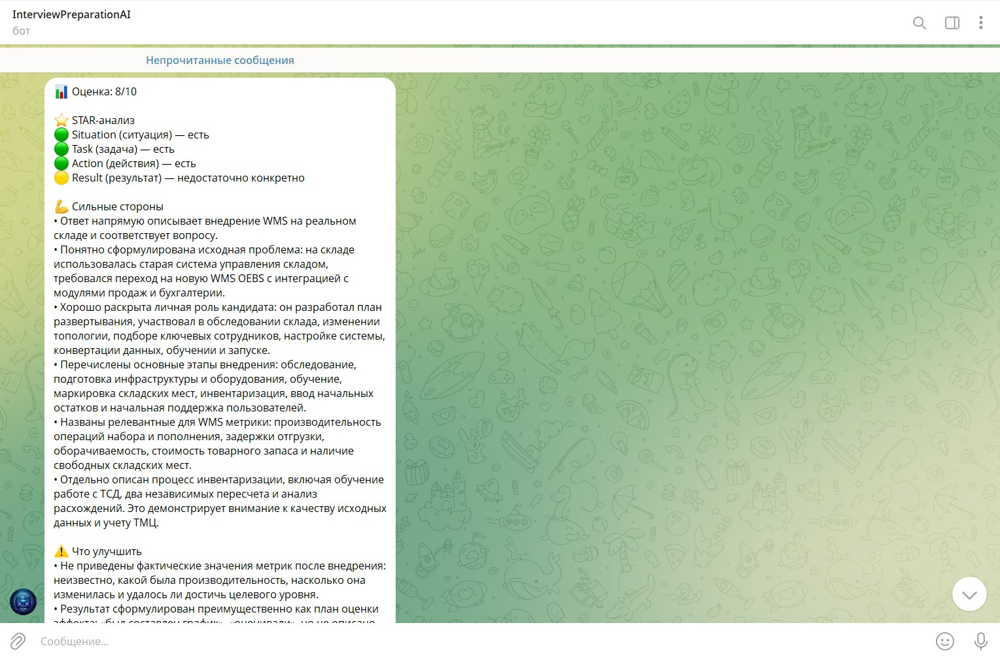 InterviewPreparationAI
бот
Непрочитанные сообщения
Оценка: 8/10
STAR-анализ
Situation (ситуация) — есть
Task (задача) — есть
Action (действия) — есть
Result (результат) — недостаточно конкретно
Сильные стороны
• Ответ напрямую описывает внедрение WMS на реальном
складе и соответствует вопросу.
• Понятно сформулирована исходная проблема: на складе
использовалась старая система управления складом,
требовался переход на новую WMS OEBS с интеграцией с
модулями продаж и бухгалтерии.
• Хорошо раскрыта личная роль кандидата: он разработал план
развертывания, участвовал в обследовании склада, изменении
топологии, подборе ключевых сотрудников, настройке системы,
конвертации данных, обучении и запуске.
• Перечислены основные этапы внедрения: обследование,
подготовка инфраструктуры и оборудования, обучение,
маркировка складских мест, инвентаризация, ввод начальных
остатков и начальная поддержка пользователей.
• Названы релевантные для WMS метрики: производительность
операций набора и пополнения, задержки отгрузки,
оборачиваемость, стоимость товарного запаса и наличие
свободных складских мест.
• Отдельно описан процесс инвентаризации, включая обучение
работе с ТСД, два независимых пересчета и анализ
расхождений. Это демонстрирует внимание к качеству исходных
данных и учету ТМЦ.
Что улучшить
• Не приведены фактические значения метрик после внедрения:
неизвестно, какой была производительность, насколько она
изменилась и удалось ли достичь целевого уровня.
• Результат сформулирован преимущественно как план оценки
эффекта: «был составлен график», «оценивали», но не описано
Сообщение...